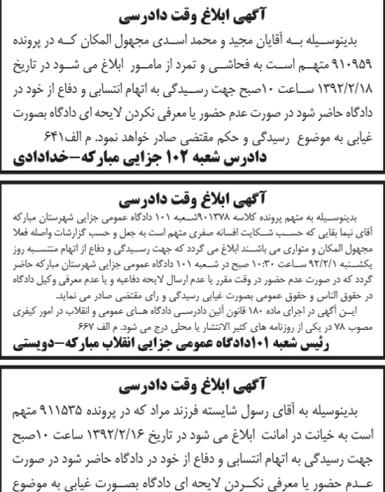 آگهی ابلاغ وقت دادرسی
بدینوسیله به آقایان مجید و محمد اسدی مجهول المکان که در پرونده
۹۱۰۹۵۹ متهم است به فحاشی و تمرد از مامور ابلاغ می شود در تاریخ
۱۳۹۲/۲/۱۸ ساعت ۱۰صبح جهت رسیدگی به اتهام انتسابی و دفاع از خود در
دادگاه حاضر شود در صورت عدم حضور یا معرفی نکردن لایحه ای دادگاه بصورت
غیابی به موضوع رسیدگی و حکم مقتضی صادر خواهد نمود. م الف۶۴۱
دادرس شعبه ۱۰۲ جزایی مبارکه-خدادادی
آگهی ابلاغ وقت دادرسی
بدینوسیله به متهم پرونده کلاسه ۹۰۱۳۷۸شعبه ۱۰۱ دادگاه عمومی جزایی شهرستان مبارکه
آقای نیما بقایی که حسب شکایت افسانه صفری متهم است به جعل و حسب گزارشات واصله فعلا
مجهول المکان و متواری می باشند ابلاغ می گردد که جهت رسیدگی و دفاع از اتهام منتسبه روز
یکشنبه ۹۲/۲/۱ ساعت ۱۰:۳۰ صبح در شعبه ۱۰۱ دادگاه عمومی جزایی شهرستان مبارکه حاضر
گردد که در صورت عدم حضور در وقت مقرر یا عدم ارسال لایحه دفاعیه و یا عدم معرفی وکیل دادگاه
در حقوق الناس و حقوق عمومی بصورت غیابی رسیدگی و رای مقتضی صادر می نماید.
این آگهی در اجرای ماده ۱۸۰ قانون آئین دادرسی دادگاه های عمومی و انقلاب در امور کیفری
مصوب ۷۸ در یکی از روزنامه های کثیر الانتشار یا محلی درج می شود. م الف ۶۶۷
رئیس شعبه ۱۰۱دادگاه عمومی جزایی انقلاب مبارکه-دویستی
آگهی ابلاغ وقت دادرسی
بدینوسیله به آقای رسول شایسته فرزند مراد که در پرونده ۹۱۱۵۳۵ متهم
است به خیانت در امانت ابلاغ می شود در تاریخ ۱۳۹۲/۲/۱۶ ساعت ۱۰صبح
جهت رسیدگی به اتهام انتسابی و دفاع از خود در دادگاه حاضر شود در صورت
عدم حضور یا معرفی نکردن لایحه ای دادگاه بصورت غیابی به موضوع